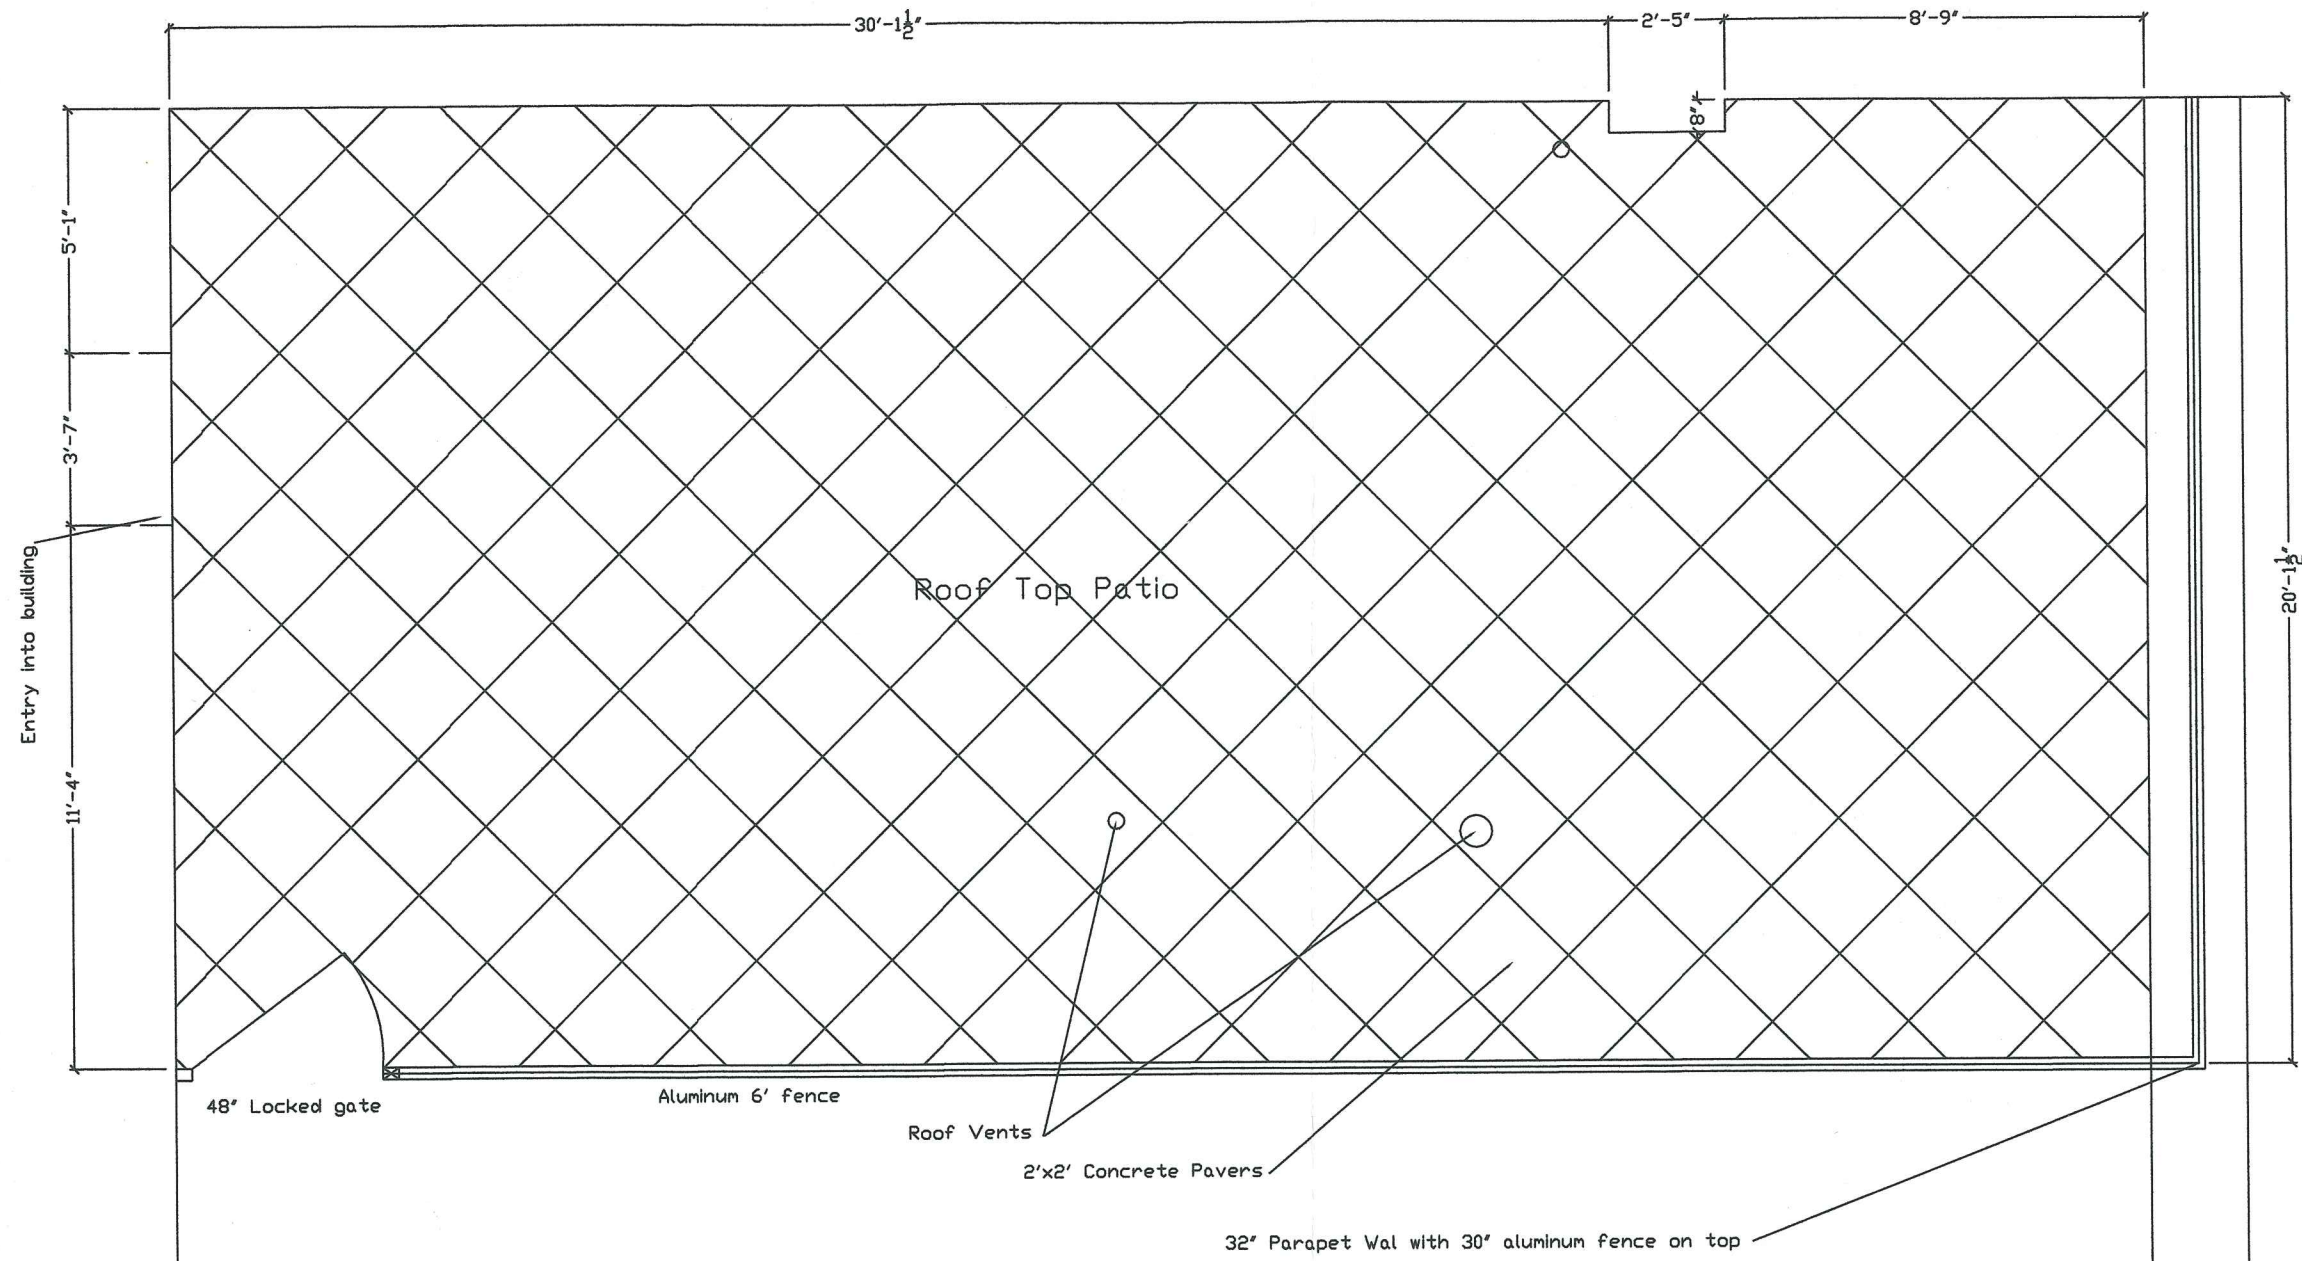 30'-1½"
2'-5"
8'-9"
8"
5'-1"
3'-7"
Entry into building
11'-4"
20'-1½"
Roof Top Patio
48" Locked gate
Aluminum 6' fence
Roof Vents
2'x2' Concrete Pavers
32" Parapet Wal with 30" aluminum fence on top